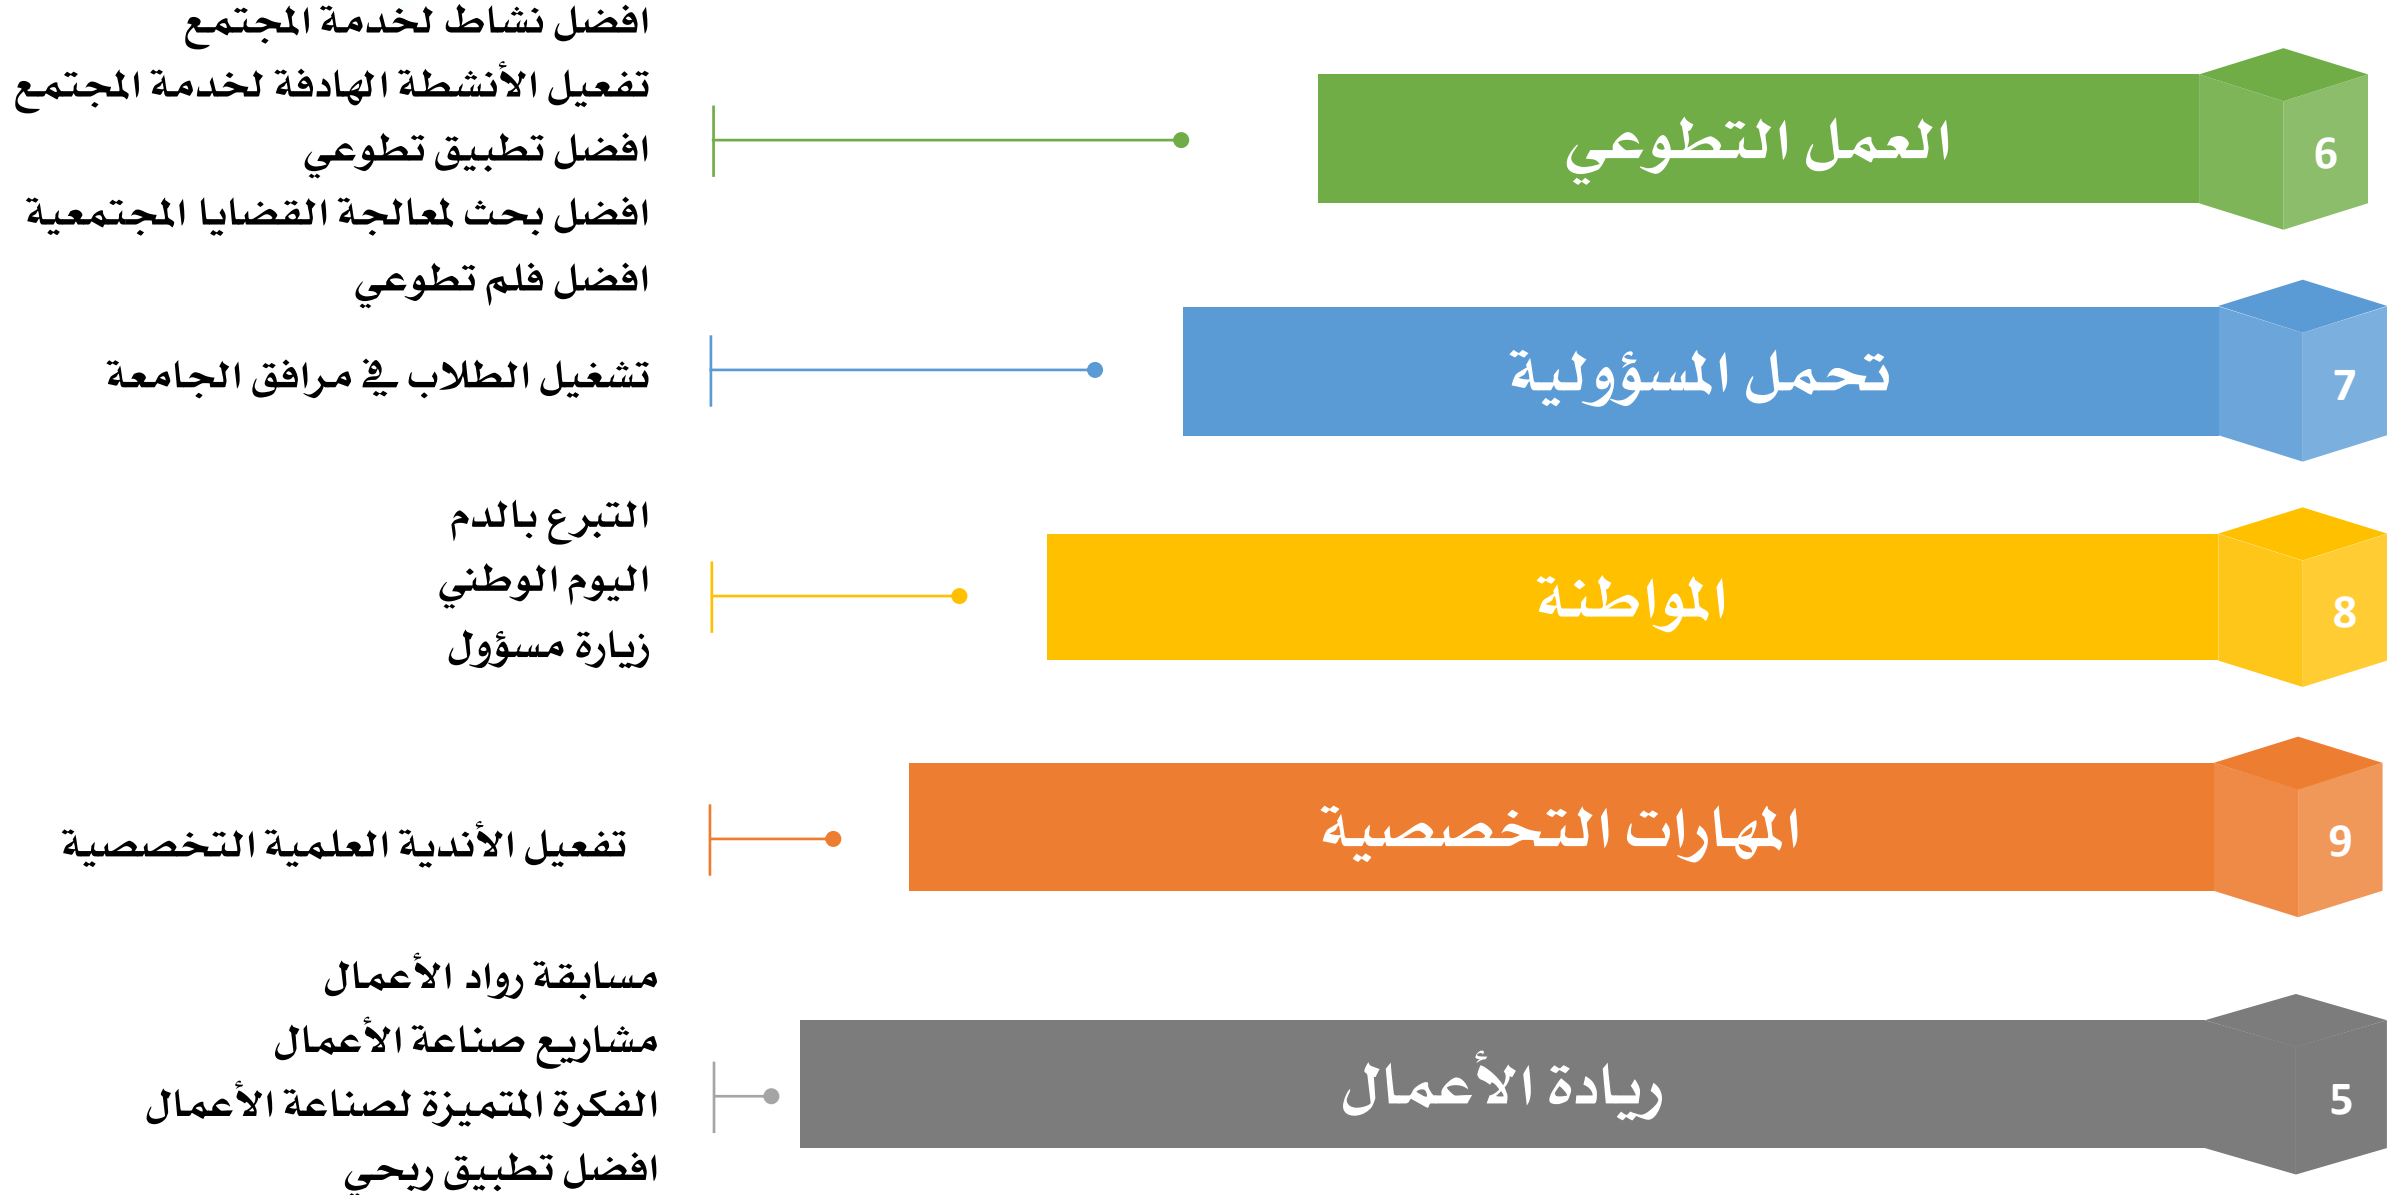 6
العمل التطوعي
افضل نشاط لخدمة المجتمع
تفعيل الأنشطة الهادفة لخدمة المجتمع
افضل تطبيق تطوعي
افضل بحث لمعالجة القضايا المجتمعية
افضل فلم تطوعي
7
تحمل المسؤولية
تشغيل الطلاب في مرافق الجامعة
8
المواطنة
التبرع بالدم
اليوم الوطني
زيارة مسؤول
9
المهارات التخصصية
تفعيل الأندية العلمية التخصصية
5
ريادة الأعمال
مسابقة رواد الأعمال
مشاريع صناعة الأعمال
الفكرة المتميزة لصناعة الأعمال
افضل تطبيق ربحي